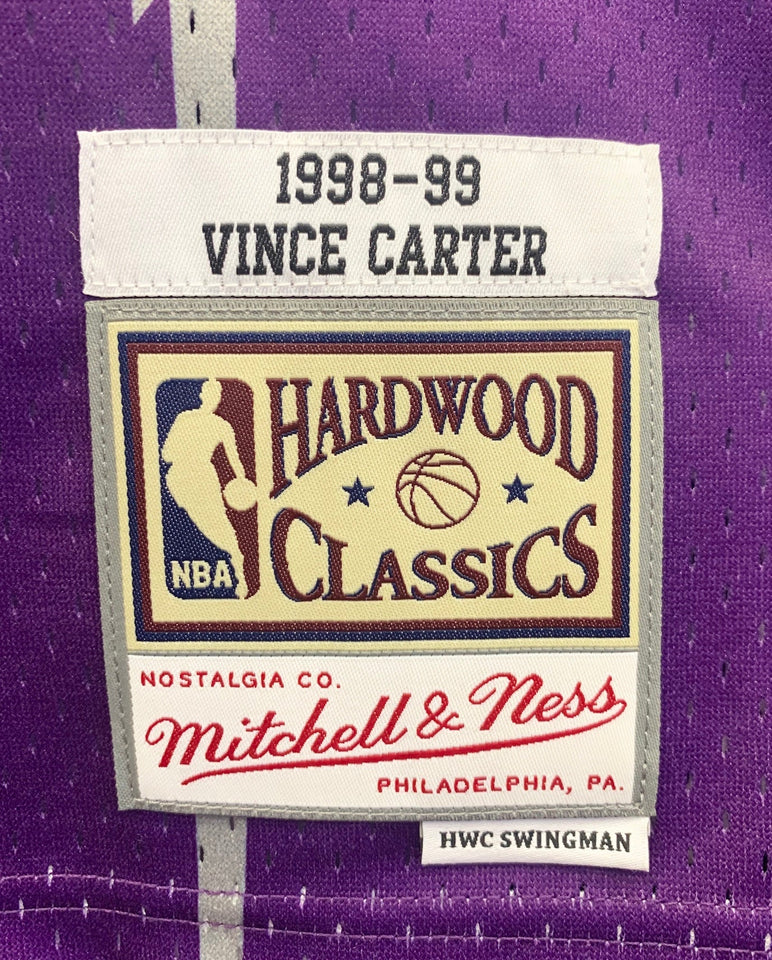 1998-99
VINCE CARTER
HARDWOOD
CLASSICS
NBA
NOSTALGIA CO.
Mitchell & Ness
PHILADELPHIA, PA.
HWC SWINGMAN